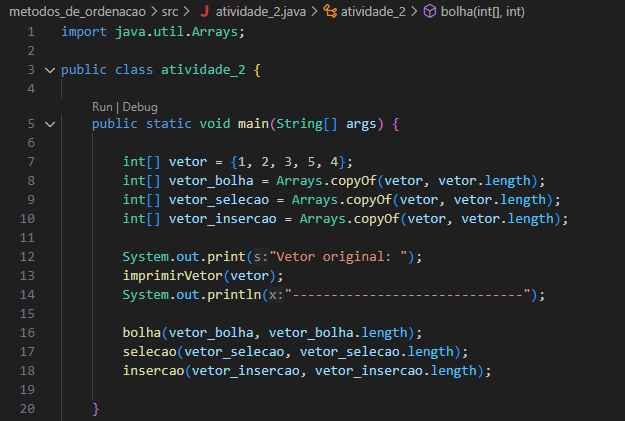 metodos_de_ordenacao > src > J atividade_2.java > atividade_2 > bolha(int[], int)
1 import java.util.Arrays;
2
3 public class atividade_2 {
4
Run | Debug
5 public static void main(String[] args) {
6
7 int[] vetor = {1, 2, 3, 5, 4};
8 int[] vetor_bolha = Arrays.copyOf(vetor, vetor.length);
9 int[] vetor_selecao = Arrays.copyOf(vetor, vetor.length);
10 int[] vetor_insercao = Arrays.copyOf(vetor, vetor.length);
11
12 System.out.print(s:"Vetor original: ");
13 imprimirVetor(vetor);
14 System.out.println(x:"------------------------------");
15
16 bolha(vetor_bolha, vetor_bolha.length);
17 selecao(vetor_selecao, vetor_selecao.length);
18 insercao(vetor_insercao, vetor_insercao.length);
19
20 }